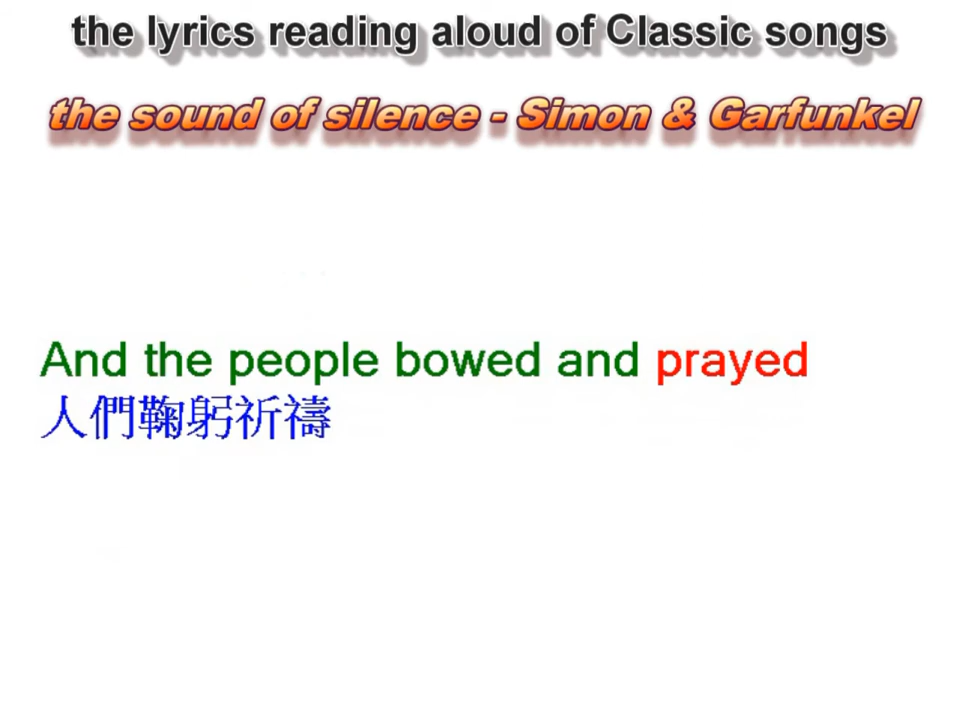 the lyrics reading aloud of Classic songs
the sound of silence - Simon & Garfunkel
And the people bowed and prayed
人們鞠躬祈禱